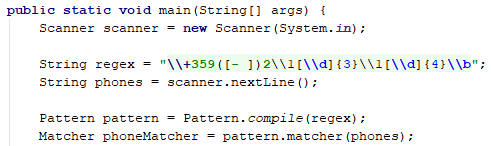 public static void main(String[] args) {
Scanner scanner = new Scanner(System.in);
String regex = "\\+359([- ])2\\1[\\d]{3}\\1[\\d]{4}\\b";
String phones = scanner.nextLine();
Pattern pattern = Pattern.compile(regex);
Matcher phoneMatcher = pattern.matcher(phones);